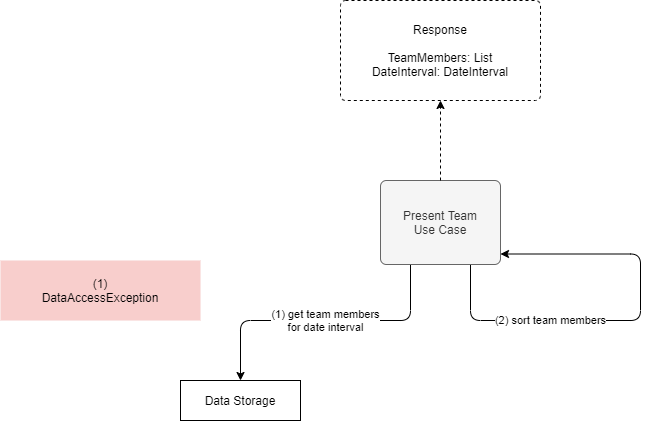 Response
TeamMembers: List
DateInterval: DateInterval
Present Team
Use Case
(1)
DataAccessException
(1) get team members
for date interval
(2) sort team members
Data Storage